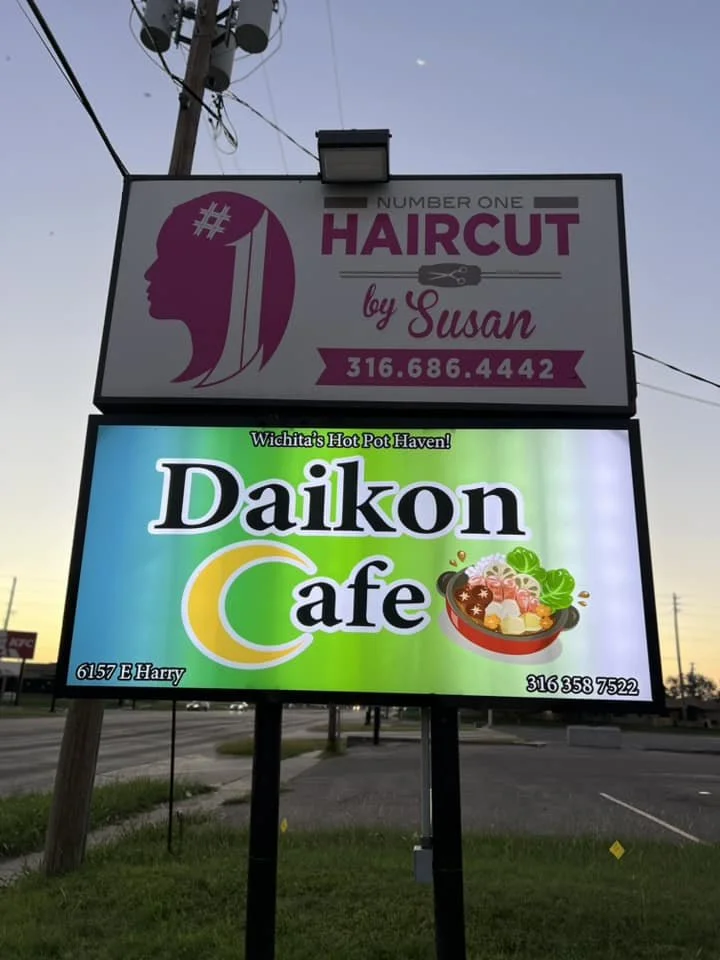 #
NUMBER ONE
HAIRCUT
by Susan
316.686.4442
Wichita's Hot Pot Haven!
Daikon
Cafe
6157 E Harry
316 358 7522
KFC